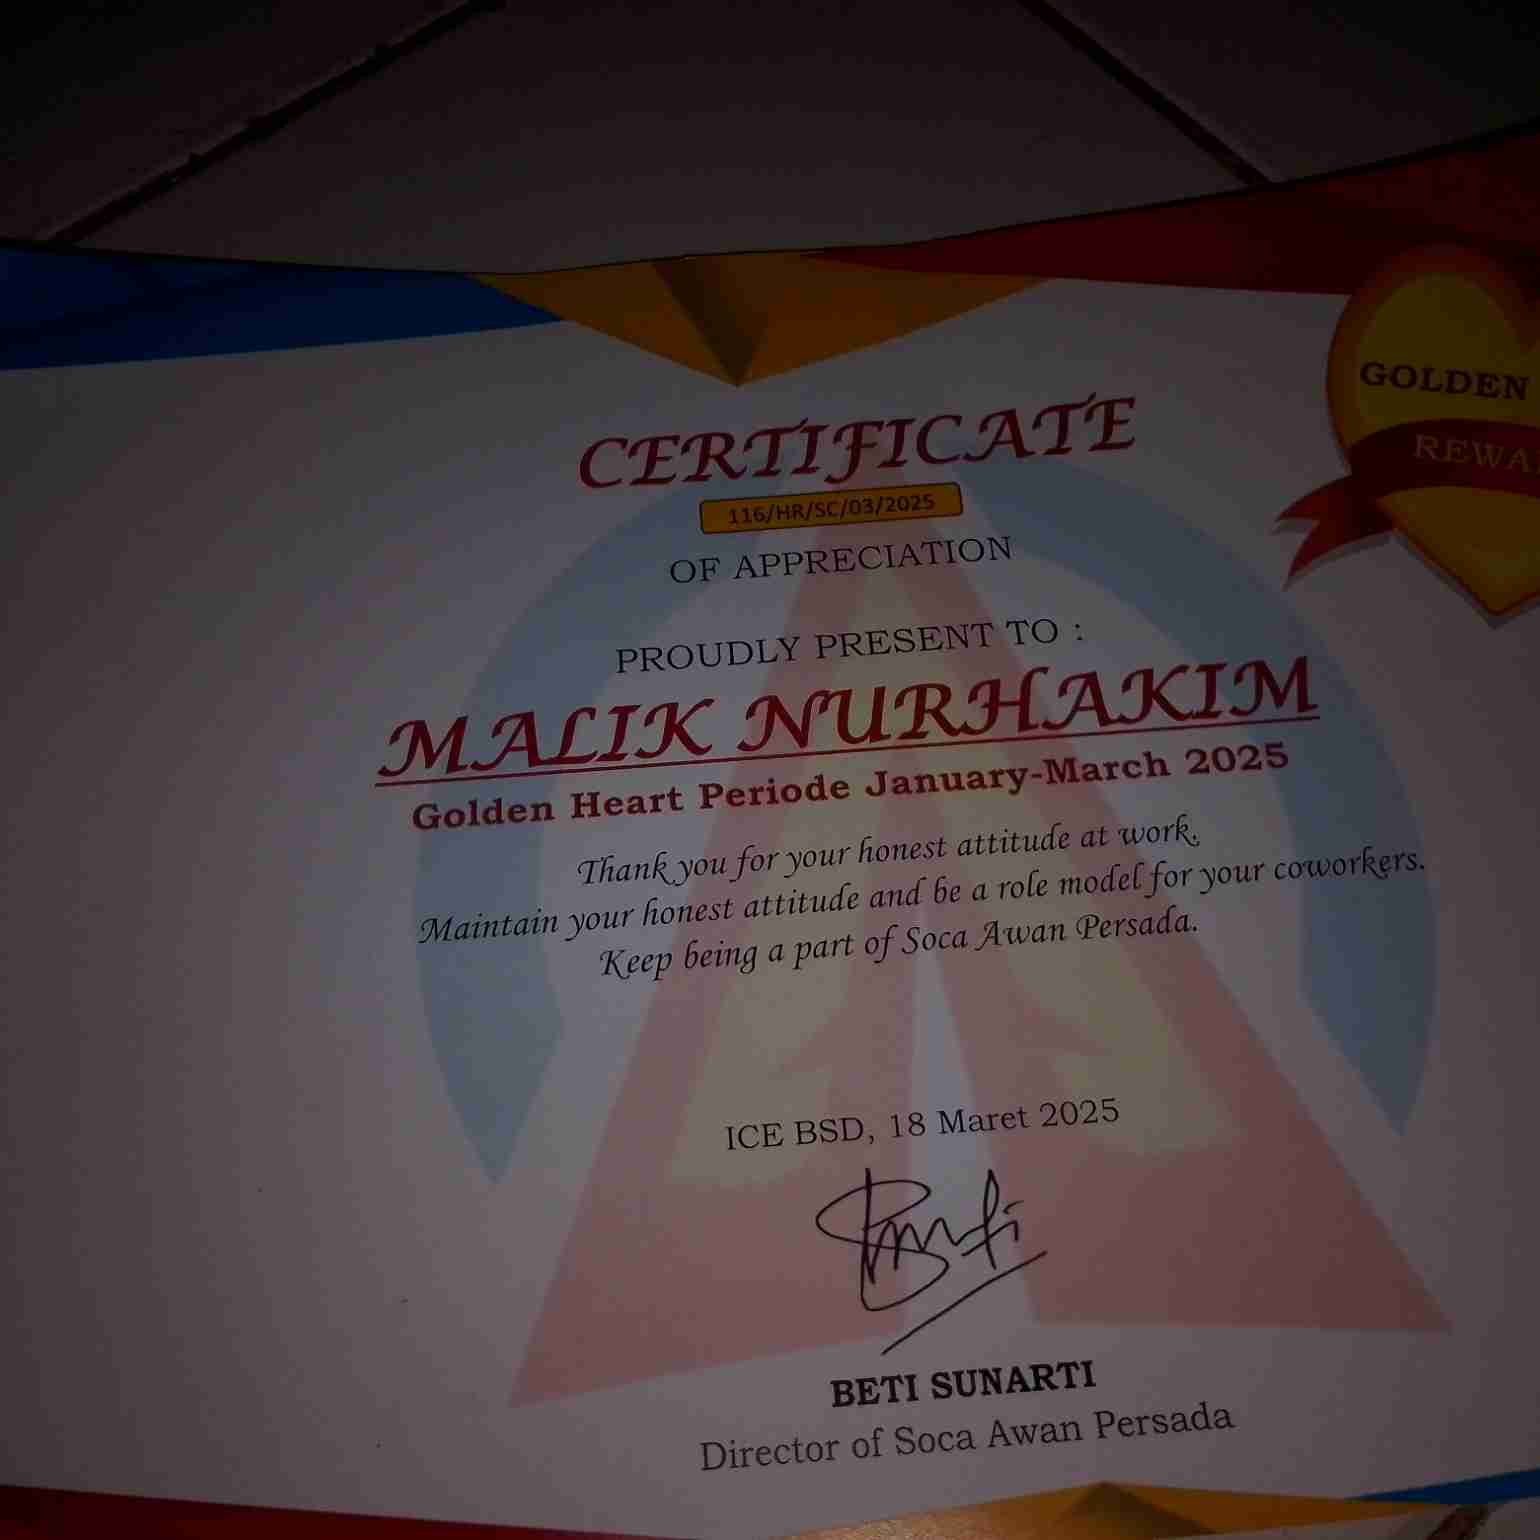 GOLDEN
CERTIFICATE
116/HR/SC/03/2025
OF APPRECIATION
PROUDLY PRESENT TO :
MALIK NURHAKIM
Golden Heart Periode January-March 2025
Thank you for your honest attitude at work.
Maintain your honest attitude and be a role model for your coworkers.
Keep being a part of Soca Awan Persada.
ICE BSD, 18 Maret 2025
BETI SUNARTI
Director of Soca Awan Persada